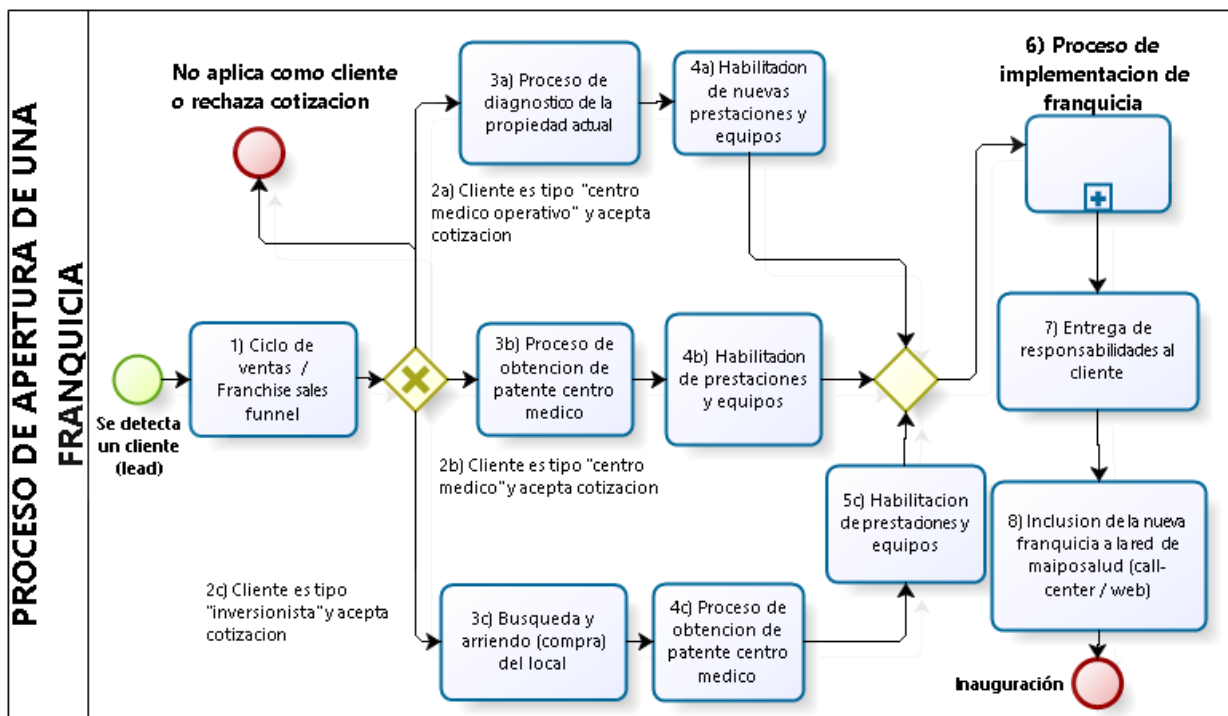 PROCESO DE APERTURA DE UNA
FRANQUICIA
No aplica como cliente
o rechaza cotizacion
3a) Proceso de
diagnostico de la
propiedad actual
4a) Habilitacion
de nuevas
prestaciones y
equipos
6) Proceso de
implementacion de
franquicia
2a) Cliente es tipo "centro
medico operativo" y acepta
cotizacion
Se detecta
un cliente
(lead)
1) Ciclo de
ventas /
Franchise sales
funnel
3b) Proceso de
obtencion de
patente centro
medico
4b) Habilitacion
de prestaciones
y equipos
7) Entrega de
responsabilidades al
cliente
2b) Cliente es tipo "centro
medico" y acepta cotizacion
5c) Habilitacion
de prestaciones y
equipos
2c) Cliente es tipo
"inversionista" y acepta
cotizacion
3c) Busqueda y
arriendo (compra)
del local
4c) Proceso de
obtencion de
patente centro
medico
8) Inclusion de la nueva
franquicia a la red de
maiposalud (call-
center / web)
Inauguración